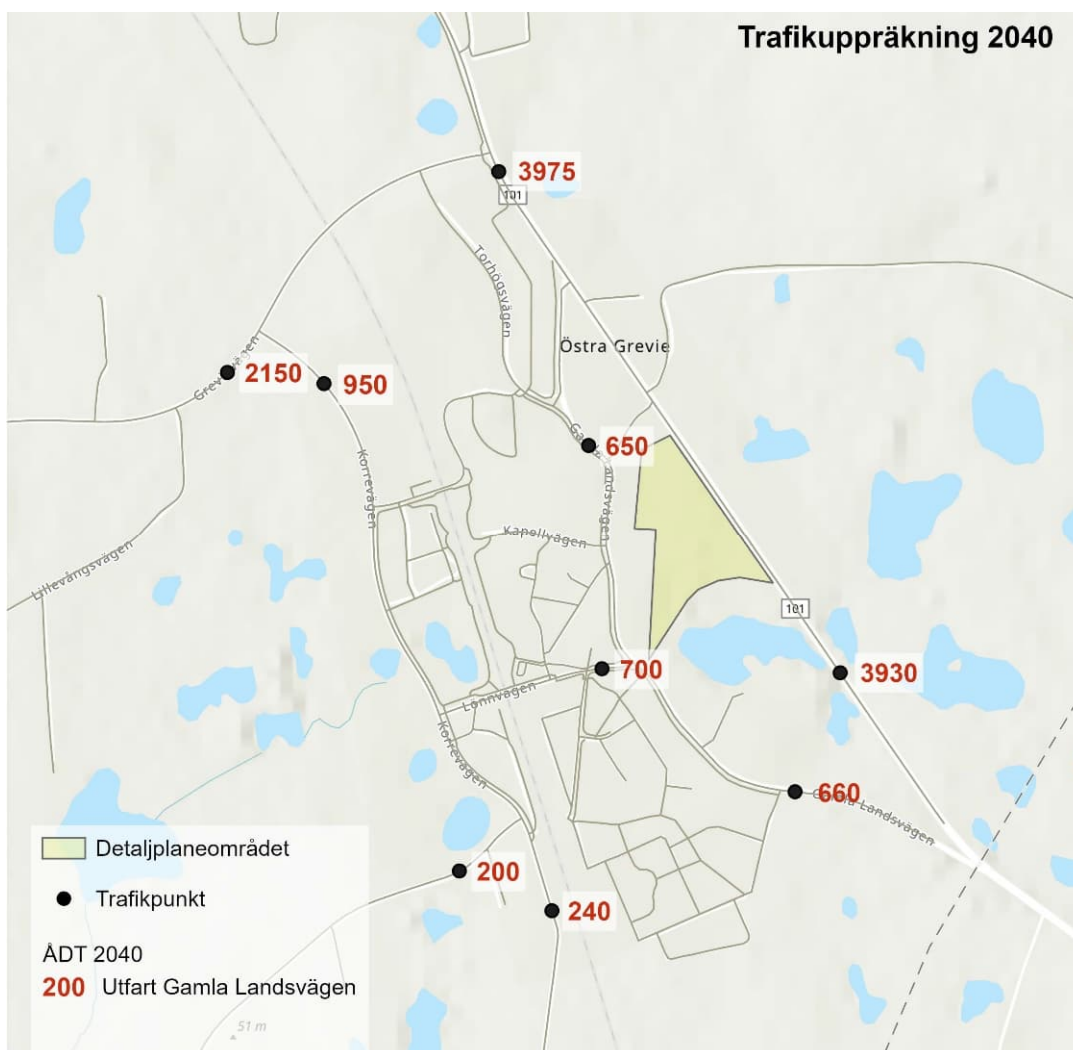 Trafikuppräkning 2040
3975
101
Torhögsvägen
Östra Grevie
2150
950
650
Korrevägen
Kapellvägen
Lillevångsvägen
101
700
3930
Lönnvägen
Korrevägen
660
Gamla Landsvägen
200
240
Detaljplaneområdet
Trafikpunkt
ÅDT 2040
200 Utfart Gamla Landsvägen
51 m